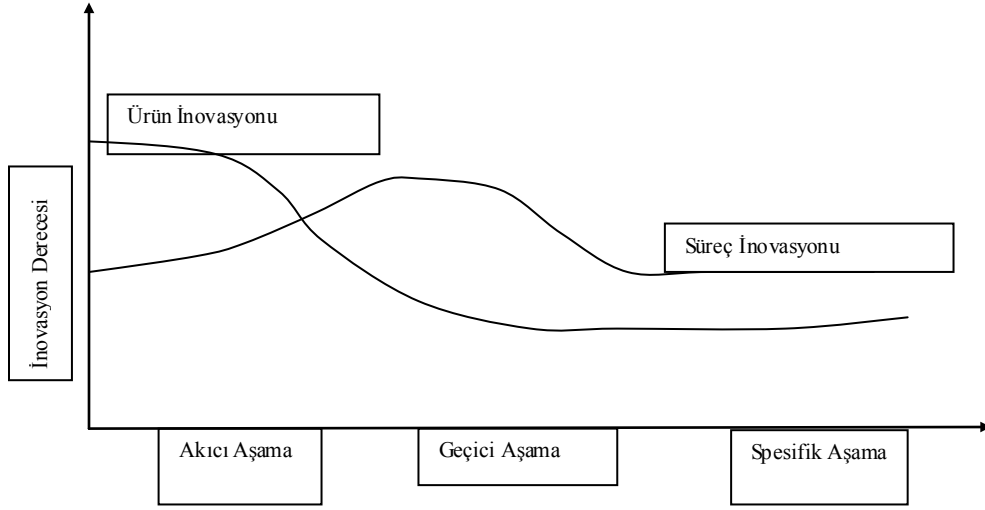 Ürün İnovasyonu
Süreç İnovasyonu
İnovasyon Derecesi
Akıcı Aşama
Geçici Aşama
Spesifik Aşama